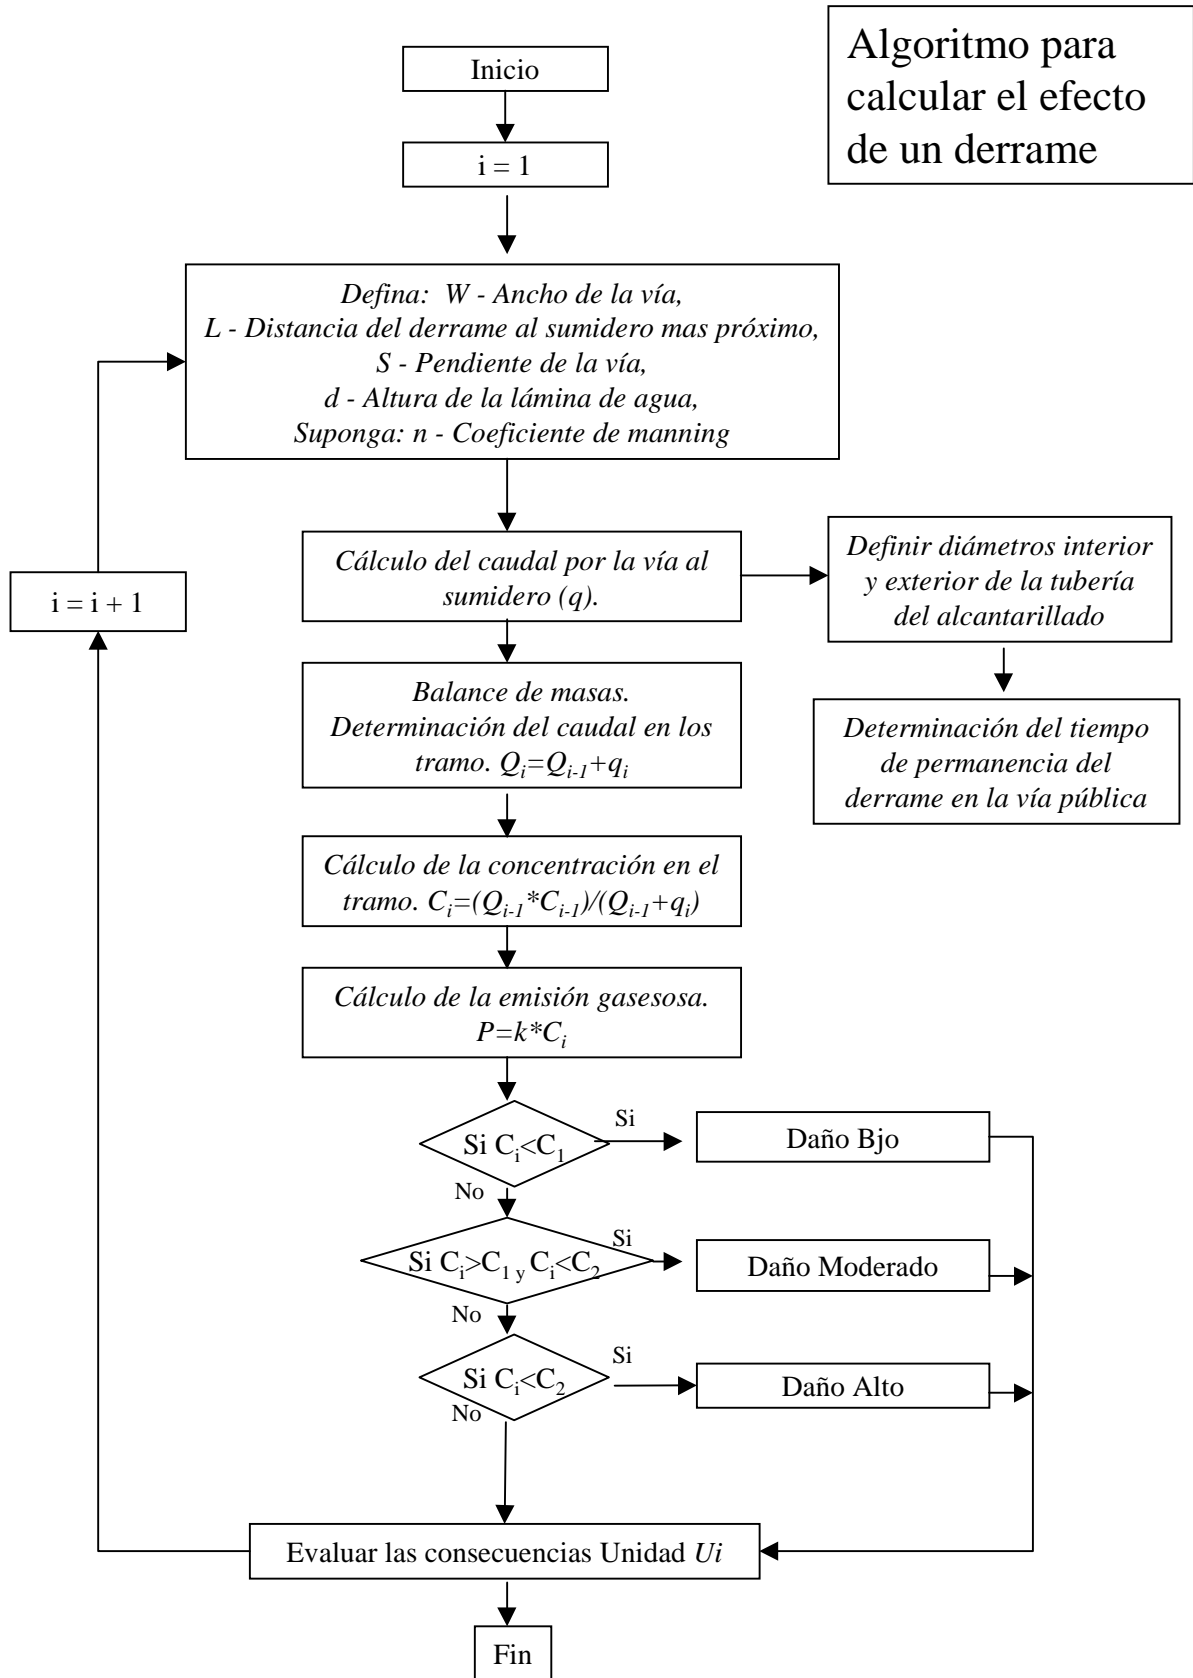 Algoritmo para
calcular el efecto
de un derrame
Inicio
i = 1
Defina:  W - Ancho de la vía,
L - Distancia del derrame al sumidero mas próximo,
S - Pendiente de la vía,
d - Altura de la lámina de agua,
Suponga: n - Coeficiente de manning
i = i + 1
Cálculo del caudal por la vía al
sumidero (q).
Definir diámetros interior
y exterior de la tubería
del alcantarillado
Balance de masas.
Determinación del caudal en los
tramo. Q_i=Q_{i-1}+q_i
Determinación del tiempo
de permanencia del
derrame en la vía pública
Cálculo de la concentración en el
tramo. C_i=(Q_{i-1}*C_{i-1})/(Q_{i-1}+q_i)
Cálculo de la emisión gasesosa.
P=k*C_i
Si C_i<C_1
Si
Daño Bjo
No
Si C_i>C_1 y C_i<C_2
Si
Daño Moderado
No
Si C_i<C_2
Si
Daño Alto
No
Evaluar las consecuencias Unidad Ui
Fin